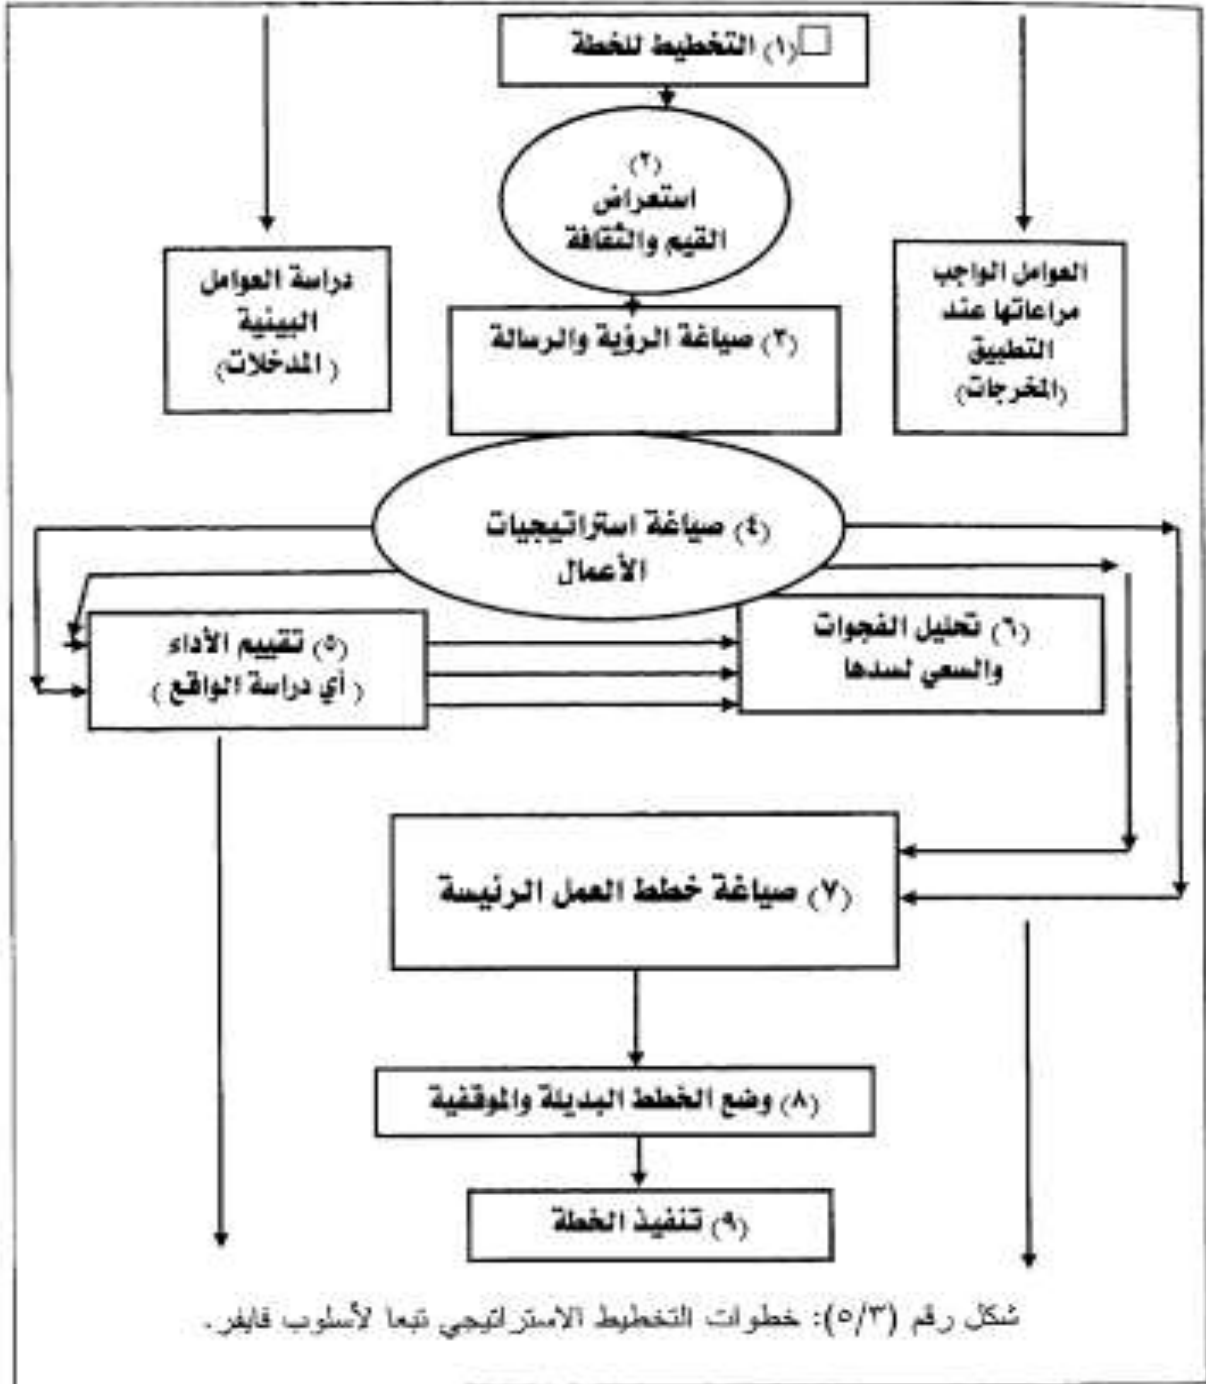 (١) التخطيط للخطة
(٢)
استعراض
القيم والثقافة
العوامل الواجب
مراعاتها عند
التطبيق
(المخرجات)
(٣) صياغة الرؤية والرسالة
دراسة العوامل
البيئية
(المدخلات)
(٤) صياغة استراتيجيات
الأعمال
(٥) تقييم الأداء
(أي دراسة الواقع)
(٦) تحليل الفجوات
والسعي لسدها
(٧) صياغة خطط العمل الرئيسة
(٨) وضع الخطط البديلة والموقفية
(٩) تنفيذ الخطة
شكل رقم (٥/٣): خطوات التخطيط الاستراتيجي تبعا لأسلوب فايفر.